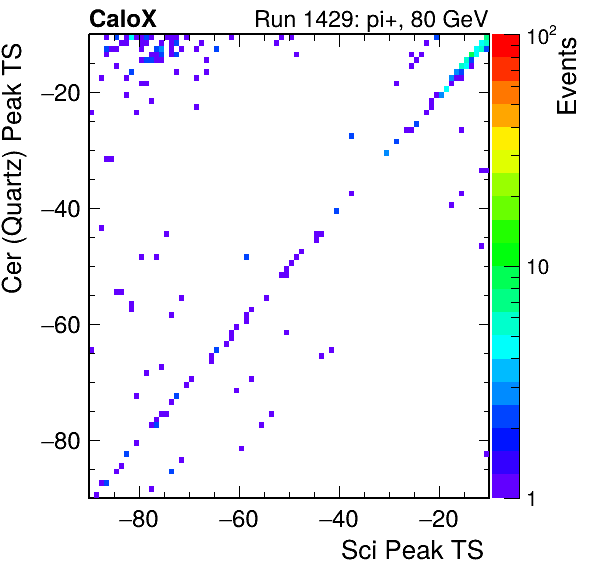 CaloX Run 1429: pi+, 80 GeV
Cer (Quartz) Peak TS
−20
−40
−60
−80
−80 −60 −40 −20
Sci Peak TS
10²
10
1
Events